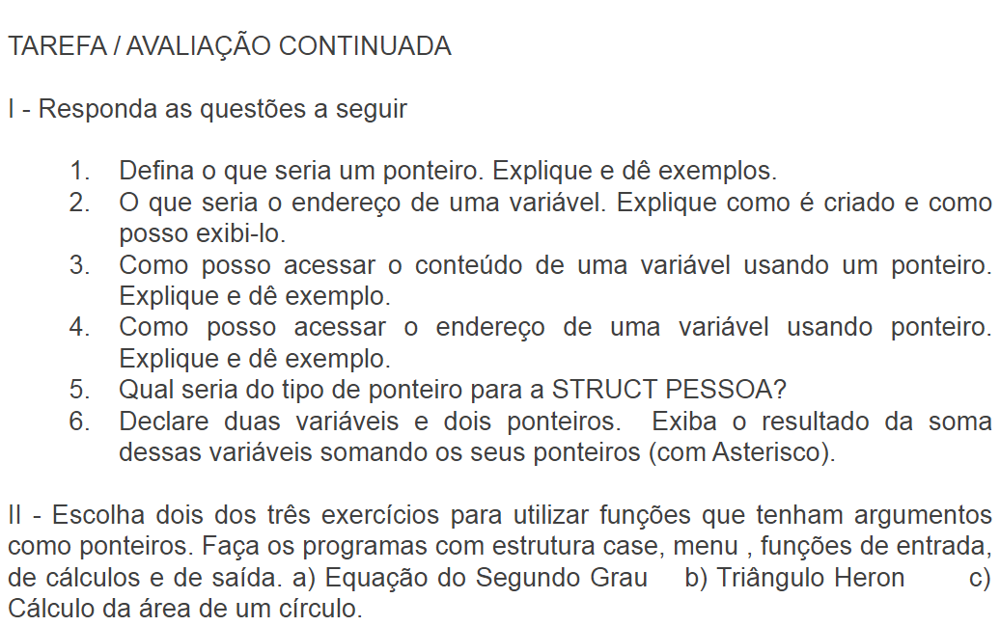 TAREFA / AVALIAÇÃO CONTINUADA
I - Responda as questões a seguir
1. Defina o que seria um ponteiro. Explique e dê exemplos.
2. O que seria o endereço de uma variável. Explique como é criado e como
posso exibi-lo.
3. Como posso acessar o conteúdo de uma variável usando um ponteiro.
Explique e dê exemplo.
4. Como posso acessar o endereço de uma variável usando ponteiro.
Explique e dê exemplo.
5. Qual seria do tipo de ponteiro para a STRUCT PESSOA?
6. Declare duas variáveis e dois ponteiros. Exiba o resultado da soma
dessas variáveis somando os seus ponteiros (com Asterisco).
II - Escolha dois dos três exercícios para utilizar funções que tenham argumentos
como ponteiros. Faça os programas com estrutura case, menu , funções de entrada,
de cálculos e de saída. a) Equação do Segundo Grau b) Triângulo Heron c)
Cálculo da área de um círculo.